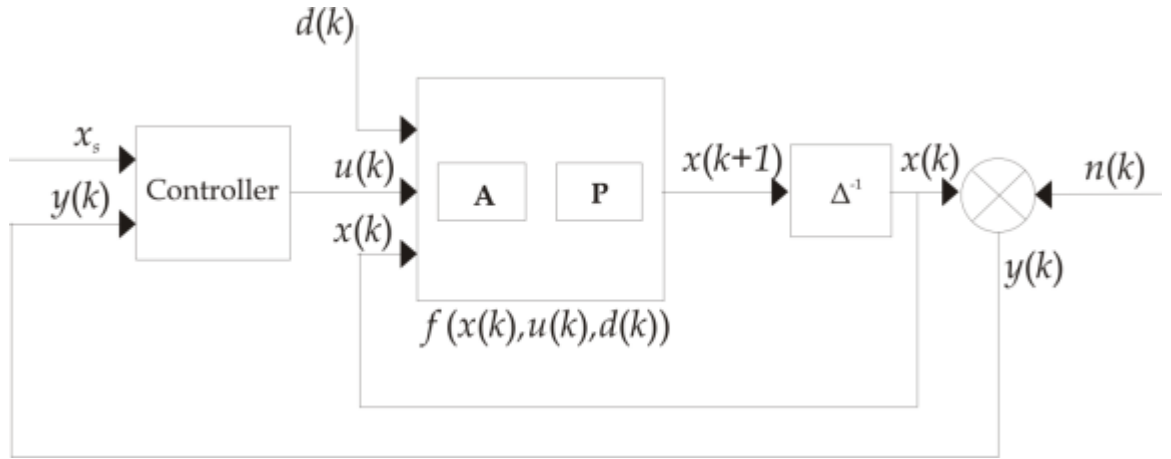 d(k)
x_s
y(k)
Controller
u(k)
x(k)
A
P
f(x(k),u(k),d(k))
x(k+1)
Δ⁻¹
x(k)
n(k)
y(k)